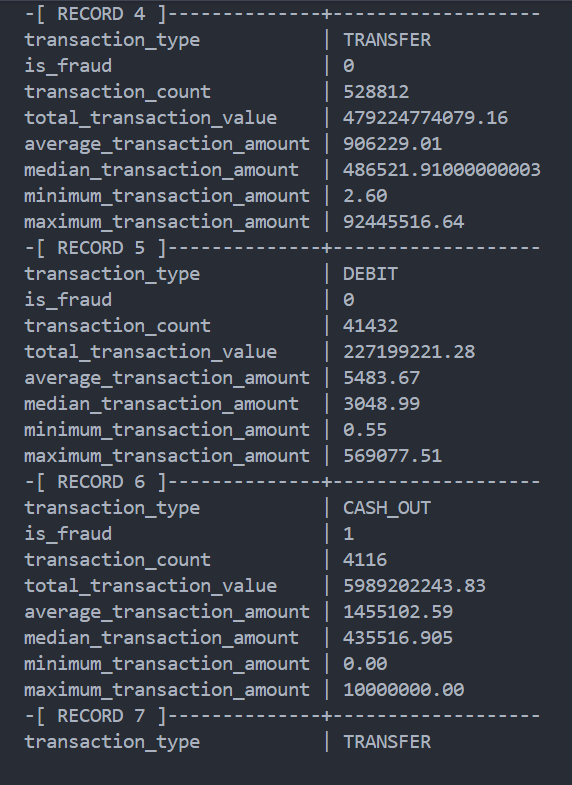 -[ RECORD 4 ]--------------+-------------------
transaction_type           | TRANSFER
is_fraud                   | 0
transaction_count          | 528812
total_transaction_value    | 479224774079.16
average_transaction_amount | 906229.01
median_transaction_amount  | 486521.91000000003
minimum_transaction_amount | 2.60
maximum_transaction_amount | 92445516.64
-[ RECORD 5 ]--------------+-------------------
transaction_type           | DEBIT
is_fraud                   | 0
transaction_count          | 41432
total_transaction_value    | 227199221.28
average_transaction_amount | 5483.67
median_transaction_amount  | 3048.99
minimum_transaction_amount | 0.55
maximum_transaction_amount | 569077.51
-[ RECORD 6 ]--------------+-------------------
transaction_type           | CASH_OUT
is_fraud                   | 1
transaction_count          | 4116
total_transaction_value    | 5989202243.83
average_transaction_amount | 1455102.59
median_transaction_amount  | 435516.905
minimum_transaction_amount | 0.00
maximum_transaction_amount | 10000000.00
-[ RECORD 7 ]--------------+-------------------
transaction_type           | TRANSFER